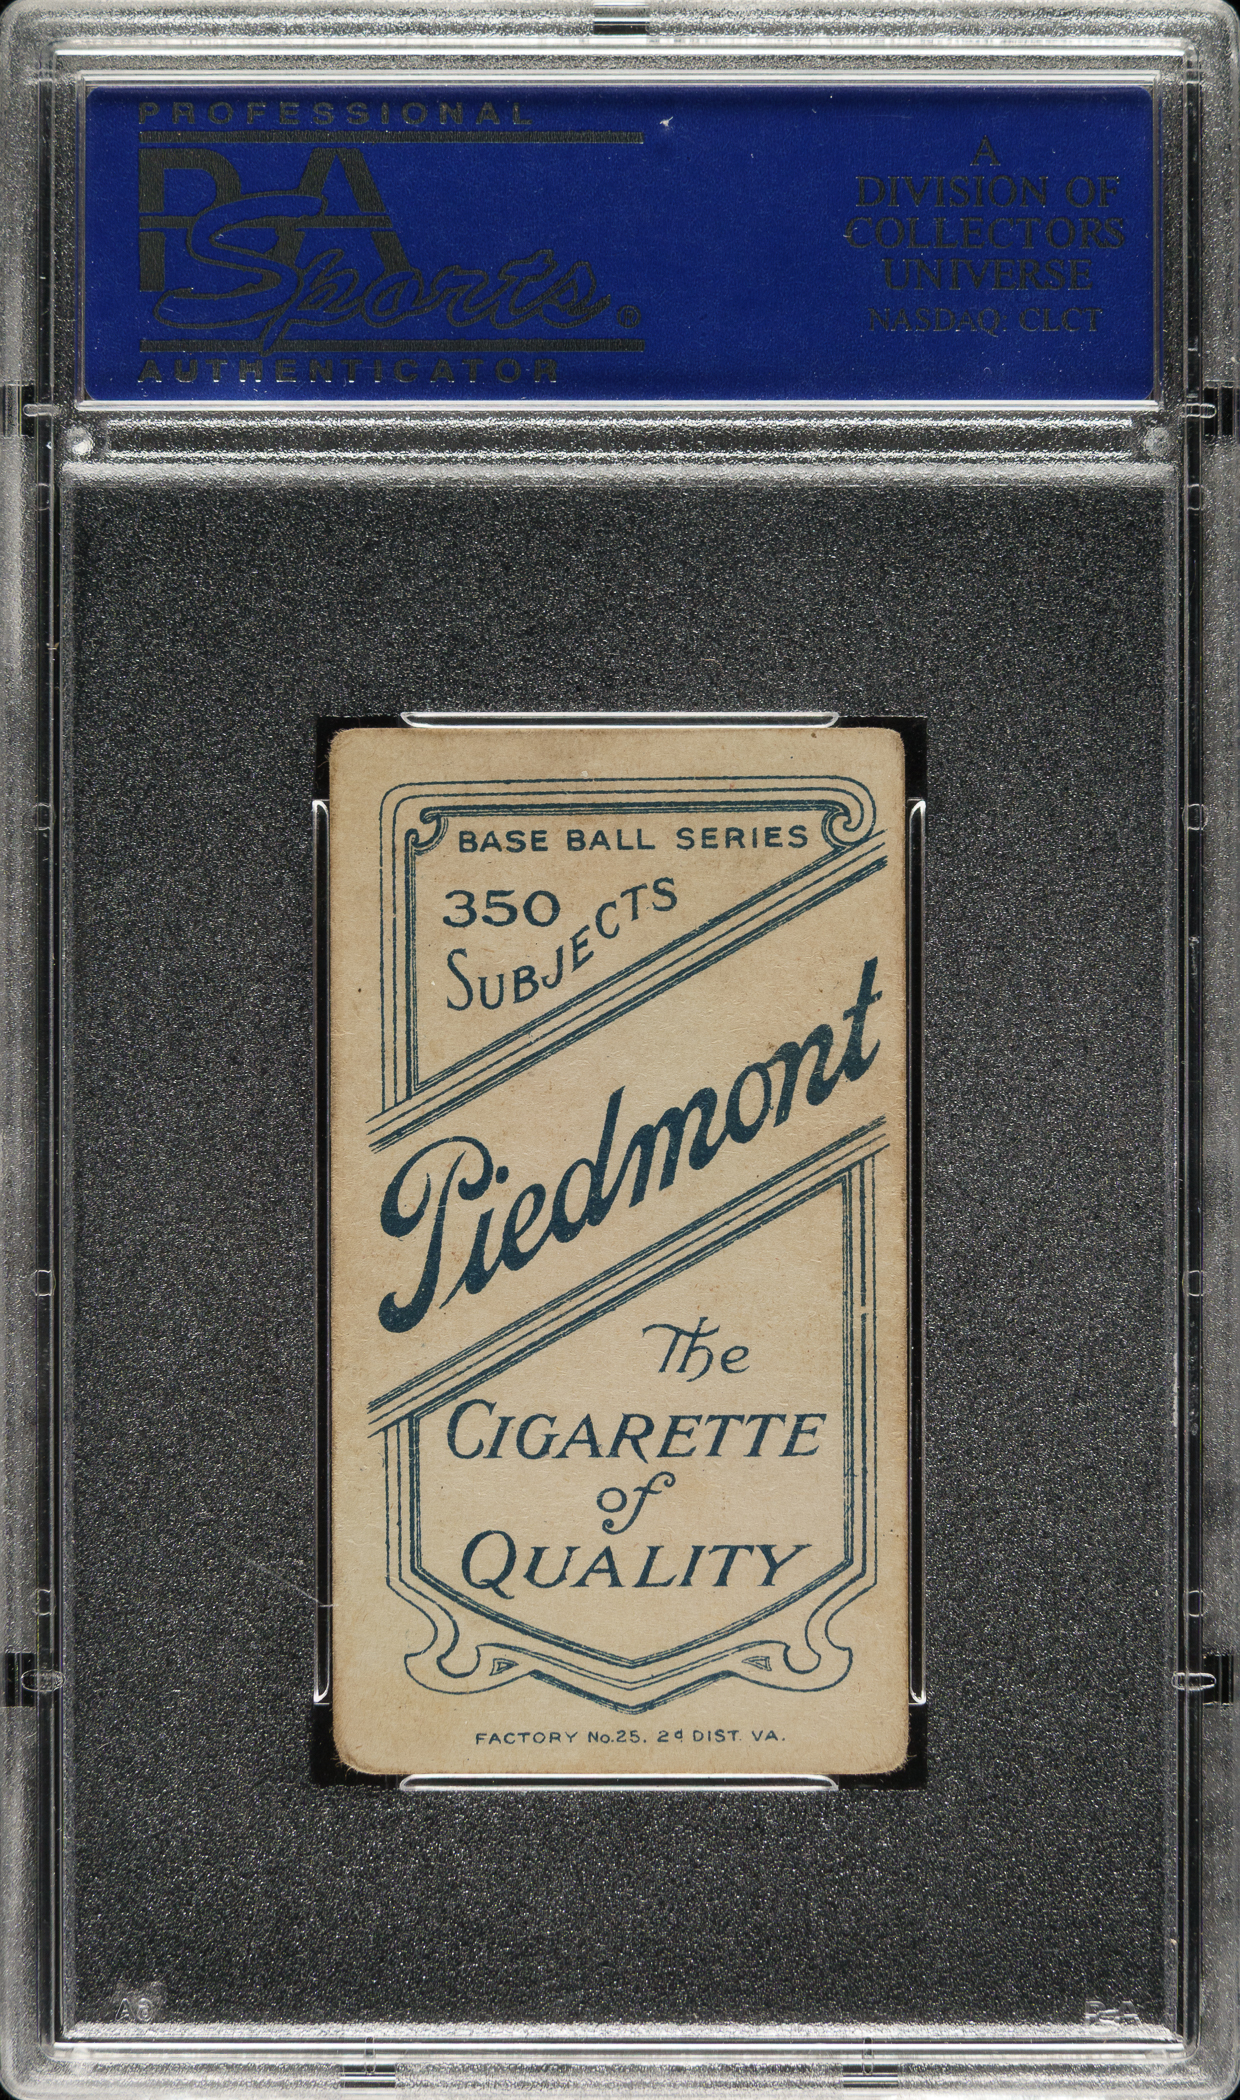 PROFESSIONAL
PSA
Sports®
AUTHENTICATOR
A
DIVISION OF
COLLECTORS
UNIVERSE
NASDAQ: CLCT
BASE BALL SERIES
350
SUBJECTS
Piedmont
The
CIGARETTE
of
QUALITY
FACTORY No.25. 2d DIST. VA.
PSA